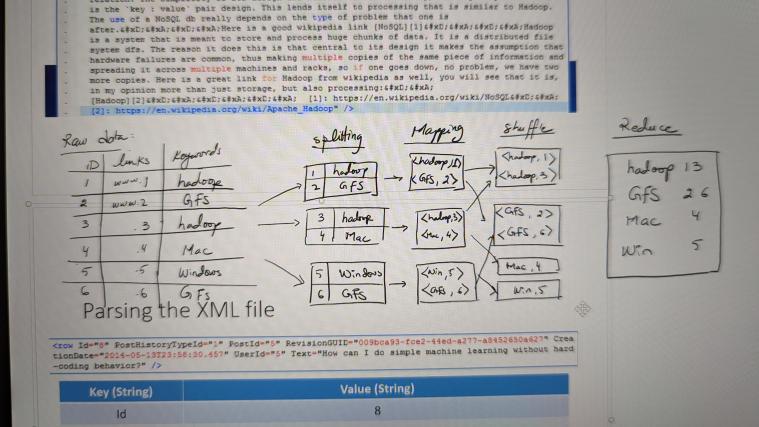 is the `key : value` pair design. This lends itself to processing that is similar to Hadoop.
The use of a NoSQL db really depends on the type of problem that one is
after.&#xD;&#xA;&#xD;&#xA;Here is a good wikipedia link [NoSQL][1]&#xD;&#xA;&#xD;&#xA;Hadoop
is a system that is meant to store and process huge chunks of data. It is a distributed file
system dfs. The reason it does this is that central to its design it makes the assumption that
hardware failures are common, thus making multiple copies of the same piece of information and
spreading it across multiple machines and racks, so if one goes down, no problem, we have two
more copies. Here is a great link for Hadoop from wikipedia as well, you will see that it is,
in my opinion more than just storage, but also processing:&#xD;&#xA;
[Hadoop][2]&#xD;&#xA;&#xD;&#xA;&#xD;&#xA; [1]: https://en.wikipedia.org/wiki/NoSQL&#xD;&#xA;
[2]: https://en.wikipedia.org/wiki/Apache_Hadoop" />
Raw data:
ID links keywords
1 www.1 hadoop
2 www.2 GFS
3 .3 hadoop
4 .4 Mac
5 .5 Windows
6 .6 GFS
splitting
1 hadoop
2 GFS
3 hadoop
4 Mac
5 Windows
6 GFS
Mapping
<hadoop,1>
<GFS, 2>
<hadoop,3>
<Mac, 4>
<Win, 5>
<GFS, 6>
shuffle
<hadoop, 1>
<hadoop, 3>
<GFS, 2>
<GFS, 6>
Mac, 4
Win, 5
Reduce
hadoop 1 3
GFS 2 6
Mac 4
Win 5
Parsing the XML file
<row Id="8" PostHistoryTypeId="1" PostId="5" RevisionGUID="009bca93-fce2-44ed-a277-a8452650a627" Crea
tionDate="2014-05-13T23:58:30.457" UserId="5" Text="How can I do simple machine learning without hard
-coding behavior?" />
Key (String) Value (String)
Id 8